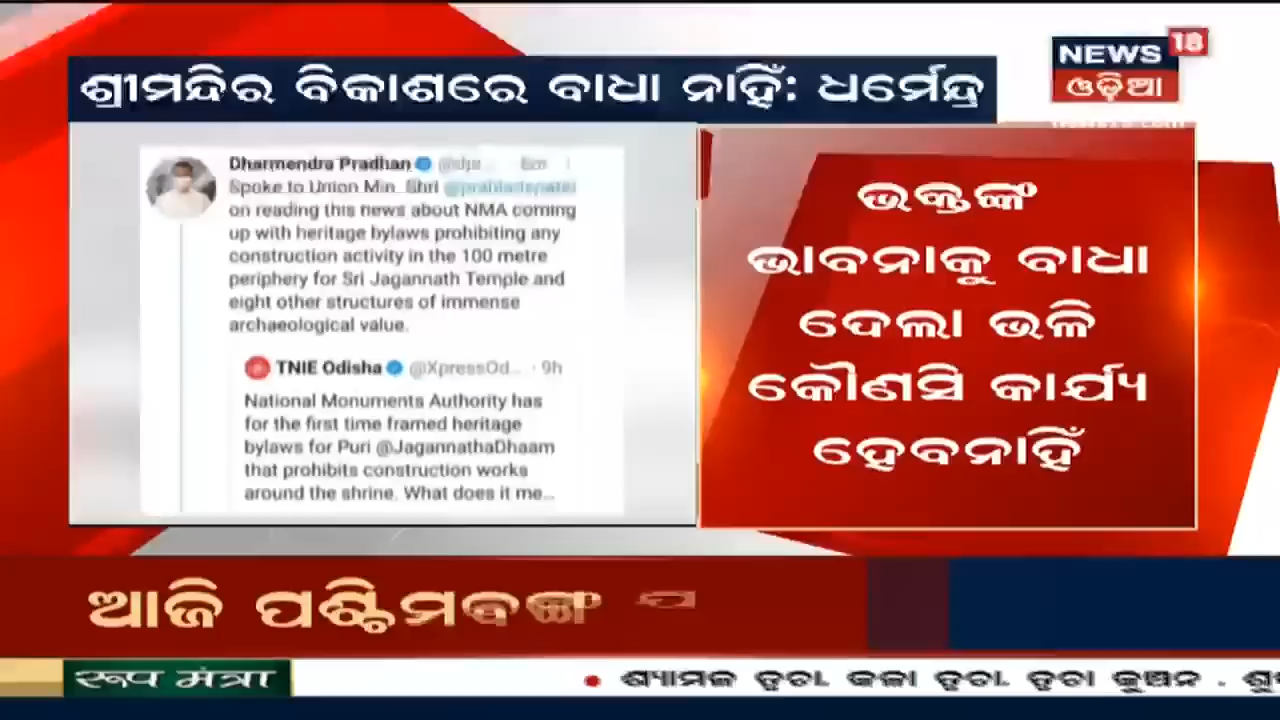 NEWS 18
ଓଡ଼ିଆ
ଶ୍ରୀମନ୍ଦିର ବିକାଶରେ ବାଧା ନାହିଁ: ଧର୍ମେନ୍ଦ୍ର
Dharmendra Pradhan
Spoke to Union Min. Shri @prahladspatel
on reading this news about NMA coming
up with heritage bylaws prohibiting any
construction activity in the 100 metre
periphery for Sri Jagannath Temple and
eight other structures of immense
archaeological value.
TNIE Odisha @XpressOd... · 9h
National Monuments Authority has
for the first time framed heritage
bylaws for Puri @JagannathaDhaam
that prohibits construction works
around the shrine. What does it me...
ଭକ୍ତଙ୍କ
ଭାବନାକୁ ବାଧା
ଦେଲା ଭଳି
କୌଣସି କାର୍ଯ୍ୟ
ହେବନାହିଁ
ଆଜି ପଶ୍ଚିମବଙ୍ଗ
ରୂପ ମନ୍ତ୍ରା